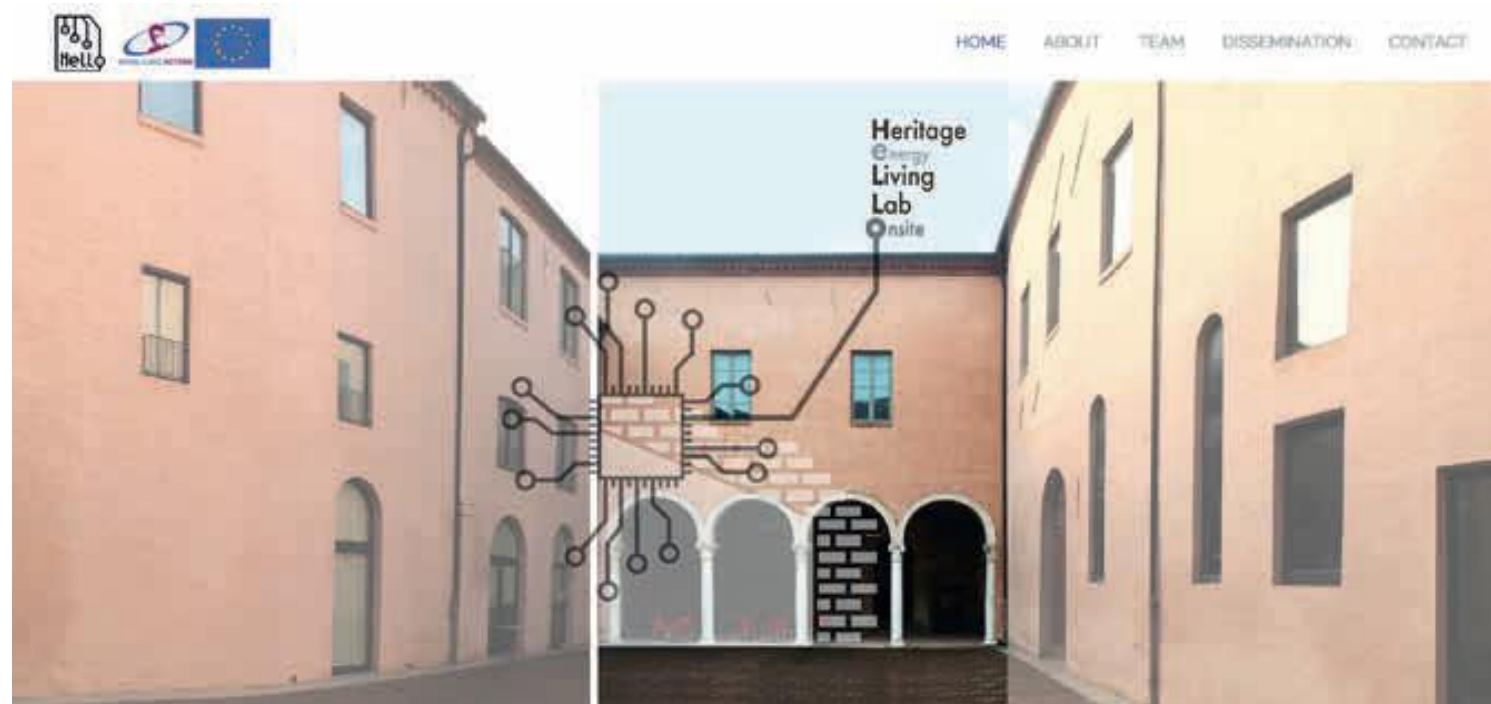 Hello
HOME ABOUT TEAM DISSEMINATION CONTACT
Heritage
energy
Living
Lab
Onsite